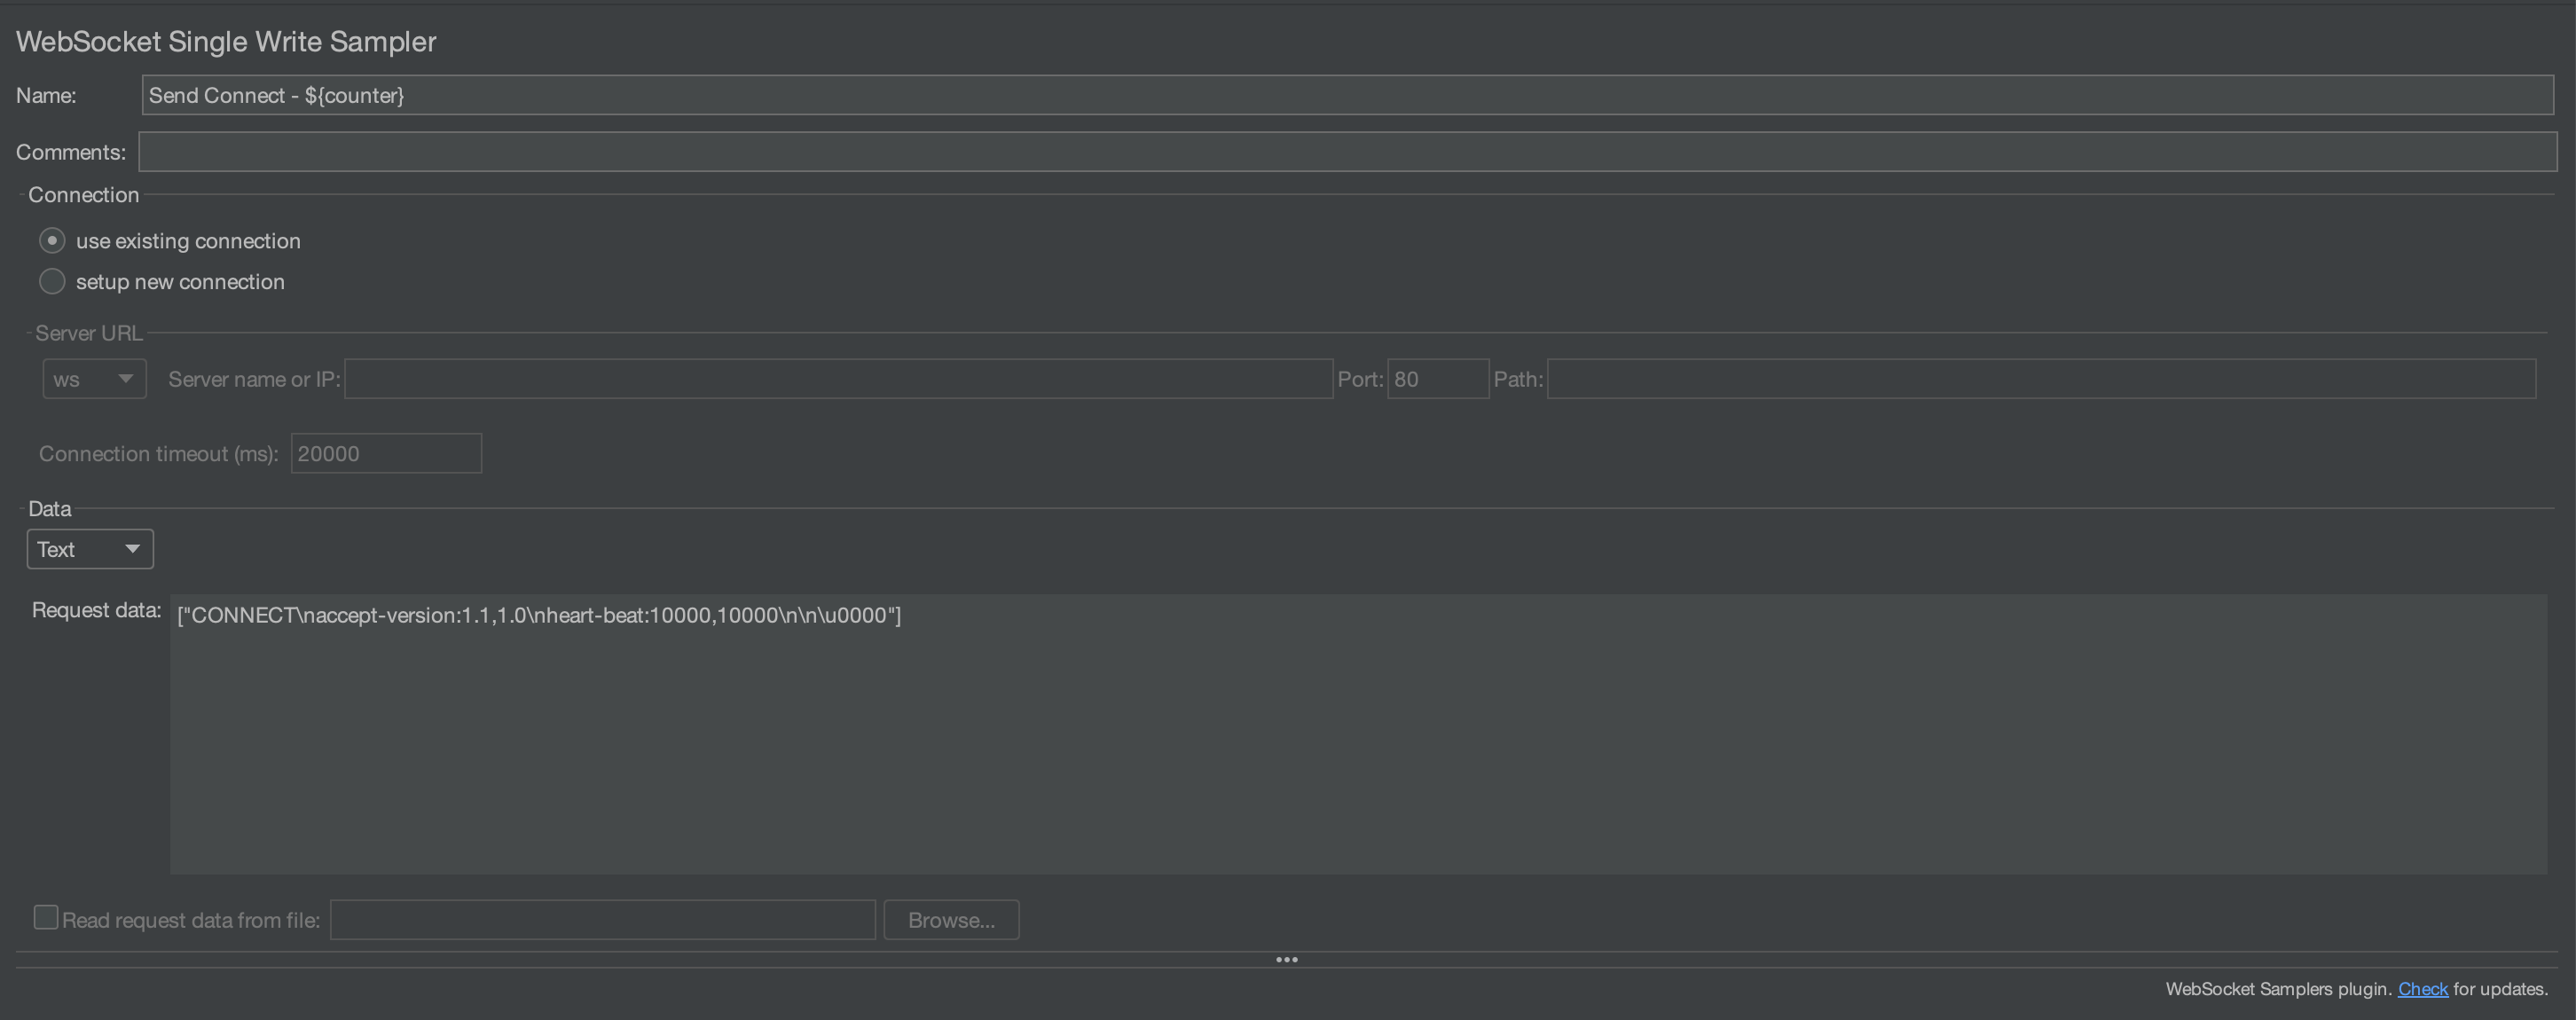 WebSocket Single Write Sampler
Name: Send Connect - ${counter}
Comments:
Connection
use existing connection
setup new connection
Server URL
ws Server name or IP: Port: 80 Path:
Connection timeout (ms): 20000
Data
Text
Request data: ["CONNECT\naccept-version:1.1,1.0\nheart-beat:10000,10000\n\n\u0000"]
Read request data from file: Browse...
WebSocket Samplers plugin. Check for updates.